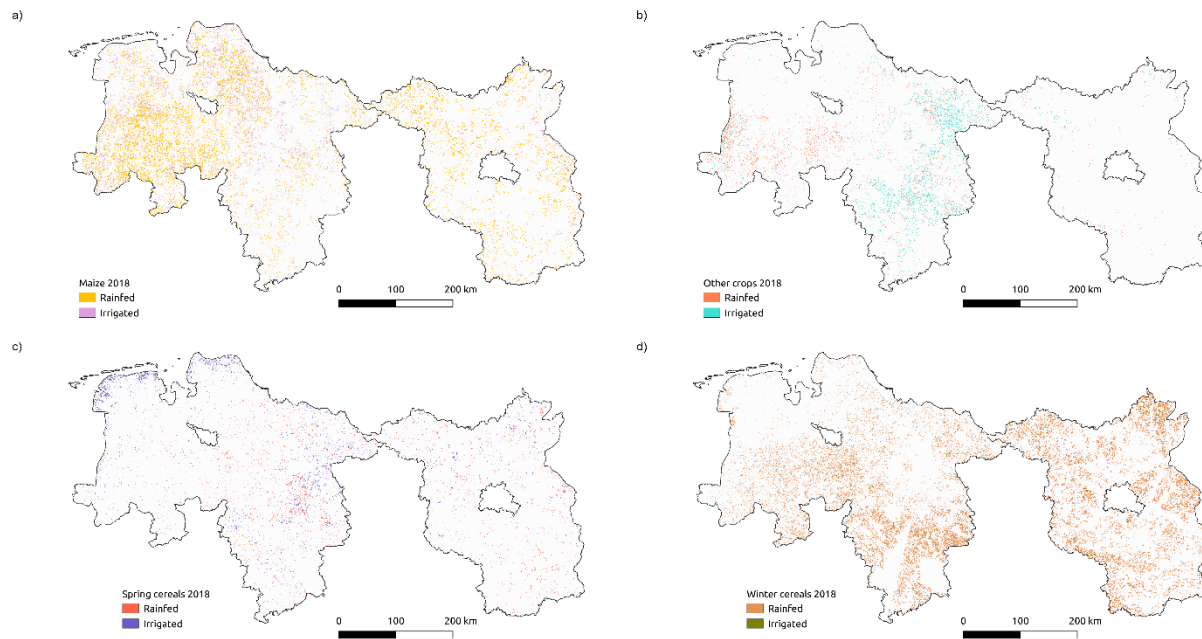 a)
Maize 2018
Rainfed
Irrigated
0 100 200 km
b)
Other crops 2018
Rainfed
Irrigated
0 100 200 km
c)
Spring cereals 2018
Rainfed
Irrigated
0 100 200 km
d)
Winter cereals 2018
Rainfed
Irrigated
0 100 200 km